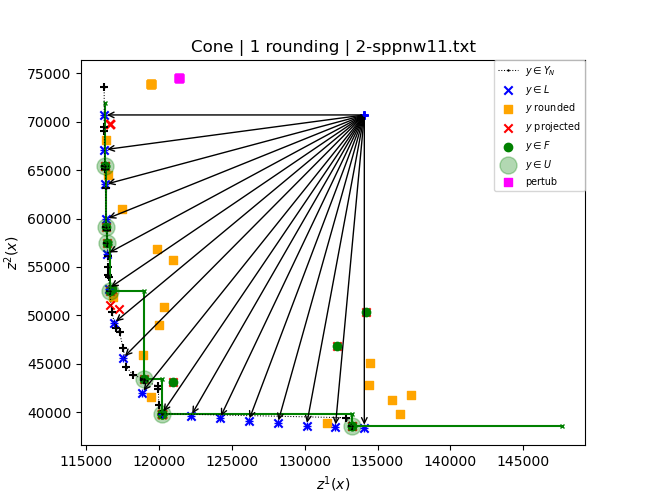 Cone | 1 rounding | 2-sppnw11.txt
75000
70000
65000
60000
55000
50000
45000
40000
z²(x)
y ∈ Y_N
y ∈ L
y rounded
y projected
y ∈ F
y ∈ U
pertub
115000 120000 125000 130000 135000 140000 145000
z¹(x)